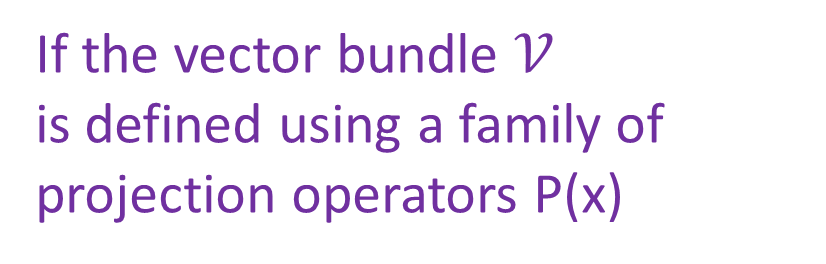 If the vector bundle 𝒱
is defined using a family of
projection operators P(x)